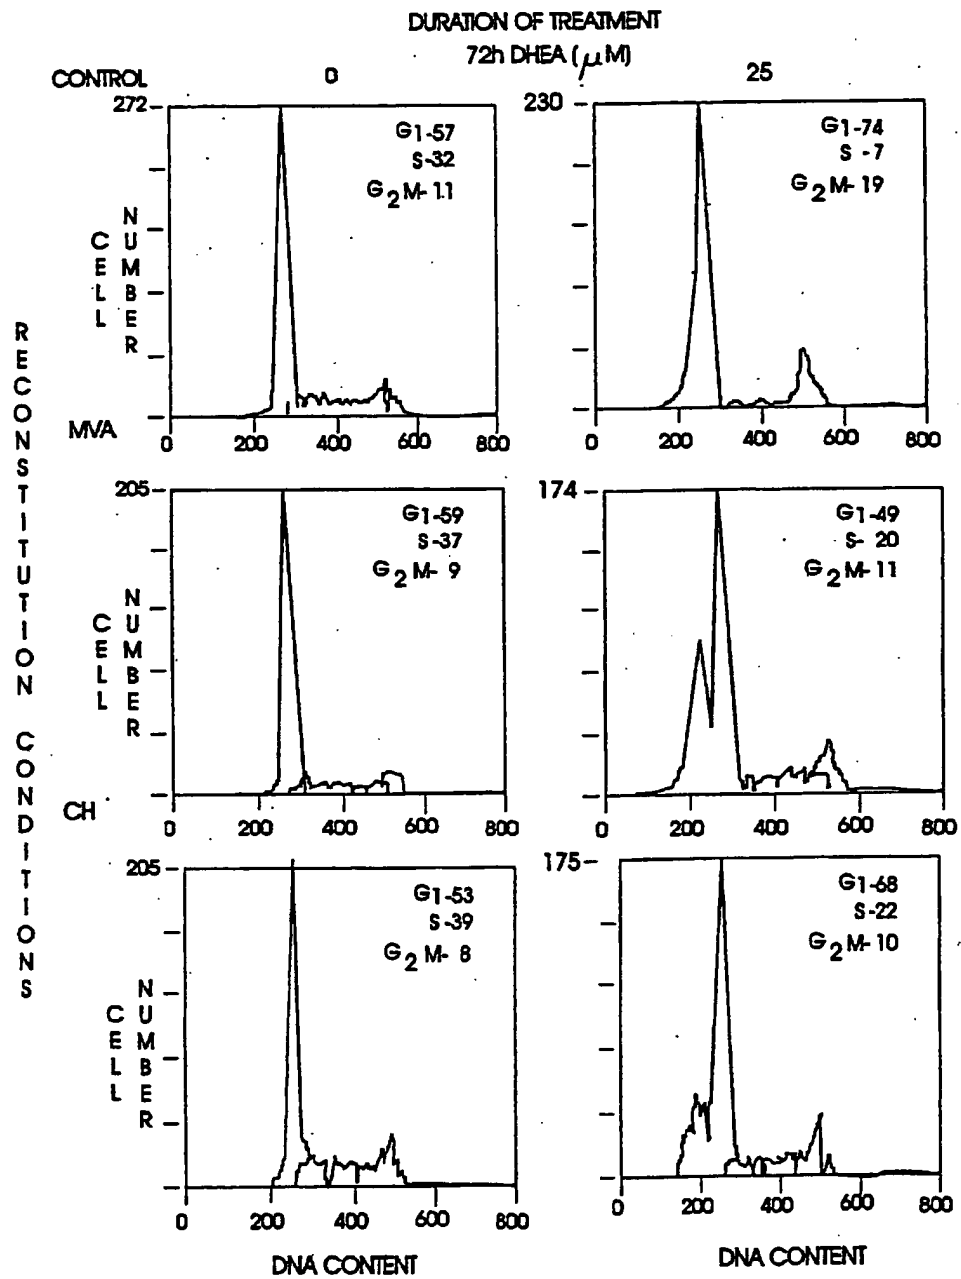 DURATION OF TREATMENT
72h DHEA (μM)
CONTROL 0 25
272 230
G1-57
S-32
G2M-11
G1-74
S -7
G2M-19
CELL NUMBER
0 200 400 600 800
0 200 400 600 800
RECONSTITUTION CONDITIONS
MVA
205 174
G1-59
S-37
G2M-9
G1-49
S- 20
G2M-11
CELL NUMBER
0 200 400 600 800
0 200 400 600 800
CH
205 175
G1-53
S-39
G2M-8
G1-68
S-22
G2M-10
CELL NUMBER
0 200 400 600 800
0 200 400 600 800
DNA CONTENT DNA CONTENT